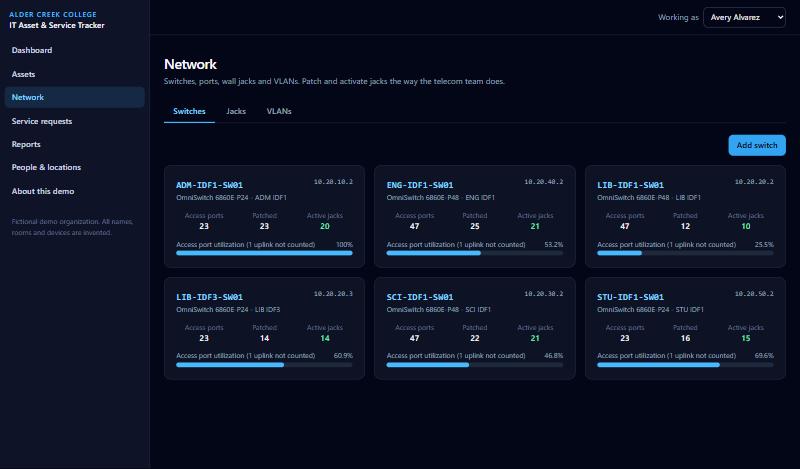 ALDER CREEK COLLEGE
IT Asset & Service Tracker
Dashboard
Assets
Network
Service requests
Reports
People & locations
About this demo
Fictional demo organization. All names,
rooms and devices are invented.
Working as Avery Alvarez
Network
Switches, ports, wall jacks and VLANs. Patch and activate jacks the way the telecom team does.
Switches Jacks VLANs
Add switch
ADM-IDF1-SW01 10.20.10.2
OmniSwitch 6860E-P24 · ADM IDF1
Access ports Patched Active jacks
23 23 20
Access port utilization (1 uplink not counted) 100%
ENG-IDF1-SW01 10.20.40.2
OmniSwitch 6860E-P48 · ENG IDF1
Access ports Patched Active jacks
47 25 21
Access port utilization (1 uplink not counted) 53.2%
LIB-IDF1-SW01 10.20.20.2
OmniSwitch 6860E-P48 · LIB IDF1
Access ports Patched Active jacks
47 12 10
Access port utilization (1 uplink not counted) 25.5%
LIB-IDF3-SW01 10.20.20.3
OmniSwitch 6860E-P24 · LIB IDF3
Access ports Patched Active jacks
23 14 14
Access port utilization (1 uplink not counted) 60.9%
SCI-IDF1-SW01 10.20.30.2
OmniSwitch 6860E-P48 · SCI IDF1
Access ports Patched Active jacks
47 22 21
Access port utilization (1 uplink not counted) 46.8%
STU-IDF1-SW01 10.20.50.2
OmniSwitch 6860E-P24 · STU IDF1
Access ports Patched Active jacks
23 16 15
Access port utilization (1 uplink not counted) 69.6%